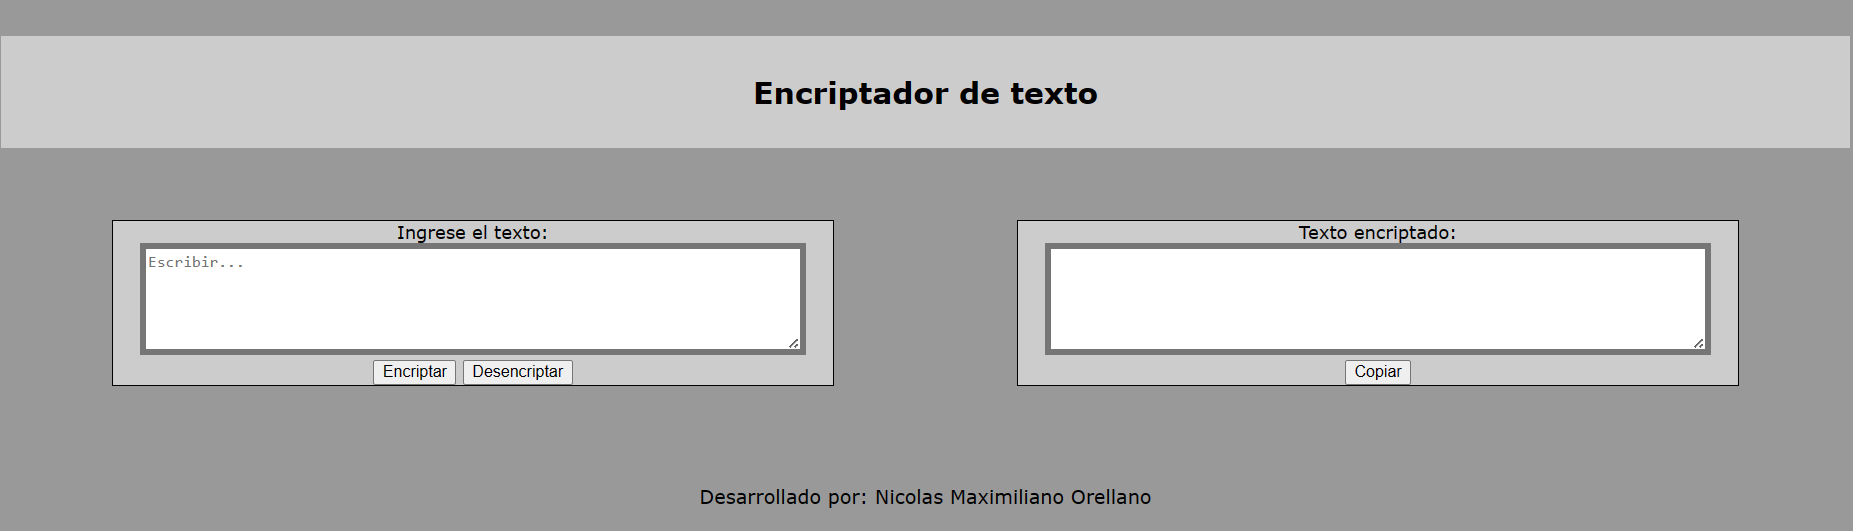 Encriptador de texto
Ingrese el texto:
Escribir...
Encriptar Desencriptar
Texto encriptado:
Copiar
Desarrollado por: Nicolas Maximiliano Orellano